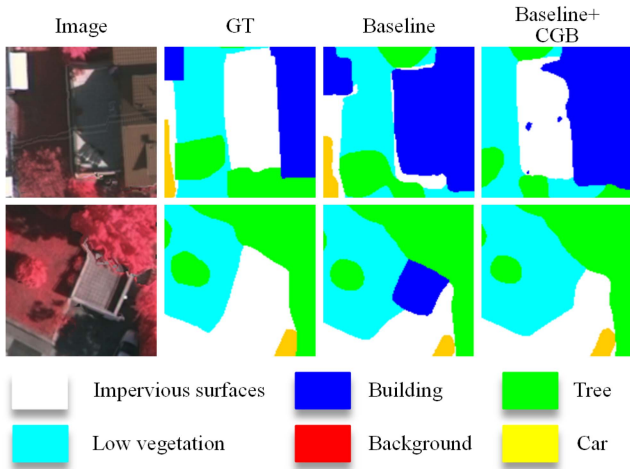 Image GT Baseline Baseline+
CGB
Impervious surfaces Building Tree
Low vegetation Background Car